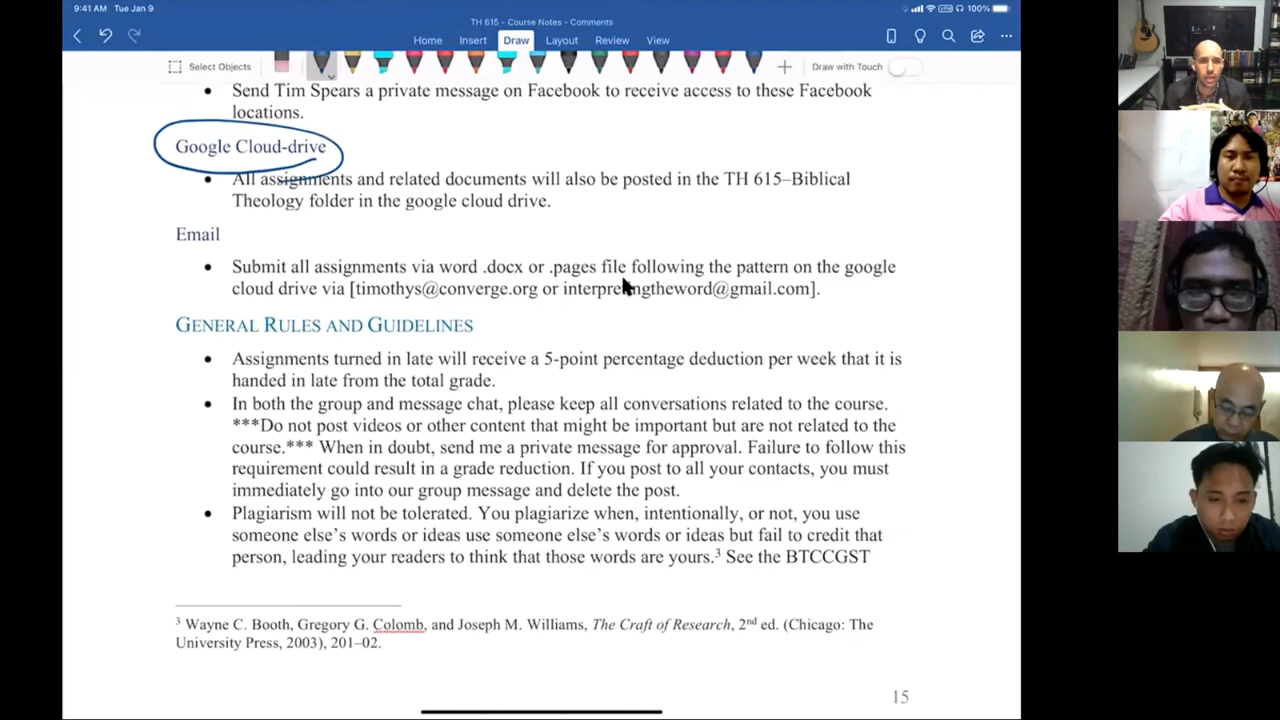 9:41 AM Tue Jan 9
100%
TH 615 - Course Notes - Comments
Home Insert Draw Layout Review View
Select Objects
Draw with Touch
• Send Tim Spears a private message on Facebook to receive access to these Facebook
locations.
Google Cloud-drive
• All assignments and related documents will also be posted in the TH 615–Biblical
Theology folder in the google cloud drive.
Email
• Submit all assignments via word .docx or .pages file following the pattern on the google
cloud drive via [timothys@converge.org or @gmail.com].
GENERAL RULES AND GUIDELINES
• Assignments turned in late will receive a 5-point percentage deduction per week that it is
handed in late from the total grade.
• In both the group and message chat, please keep all conversations related to the course.
***Do not post videos or other content that might be important but are not related to the
course.*** When in doubt, send me a private message for approval. Failure to follow this
requirement could result in a grade reduction. If you post to all your contacts, you must
immediately go into our group message and delete the post.
• Plagiarism will not be tolerated. You plagiarize when, intentionally, or not, you use
someone else’s words or ideas use someone else’s words or ideas but fail to credit that
person, leading your readers to think that those words are yours.³ See the BTCCGST
³ Wayne C. Booth, Gregory G. Colomb, and Joseph M. Williams, The Craft of Research, 2nd ed. (Chicago: The
University Press, 2003), 201–02.
15